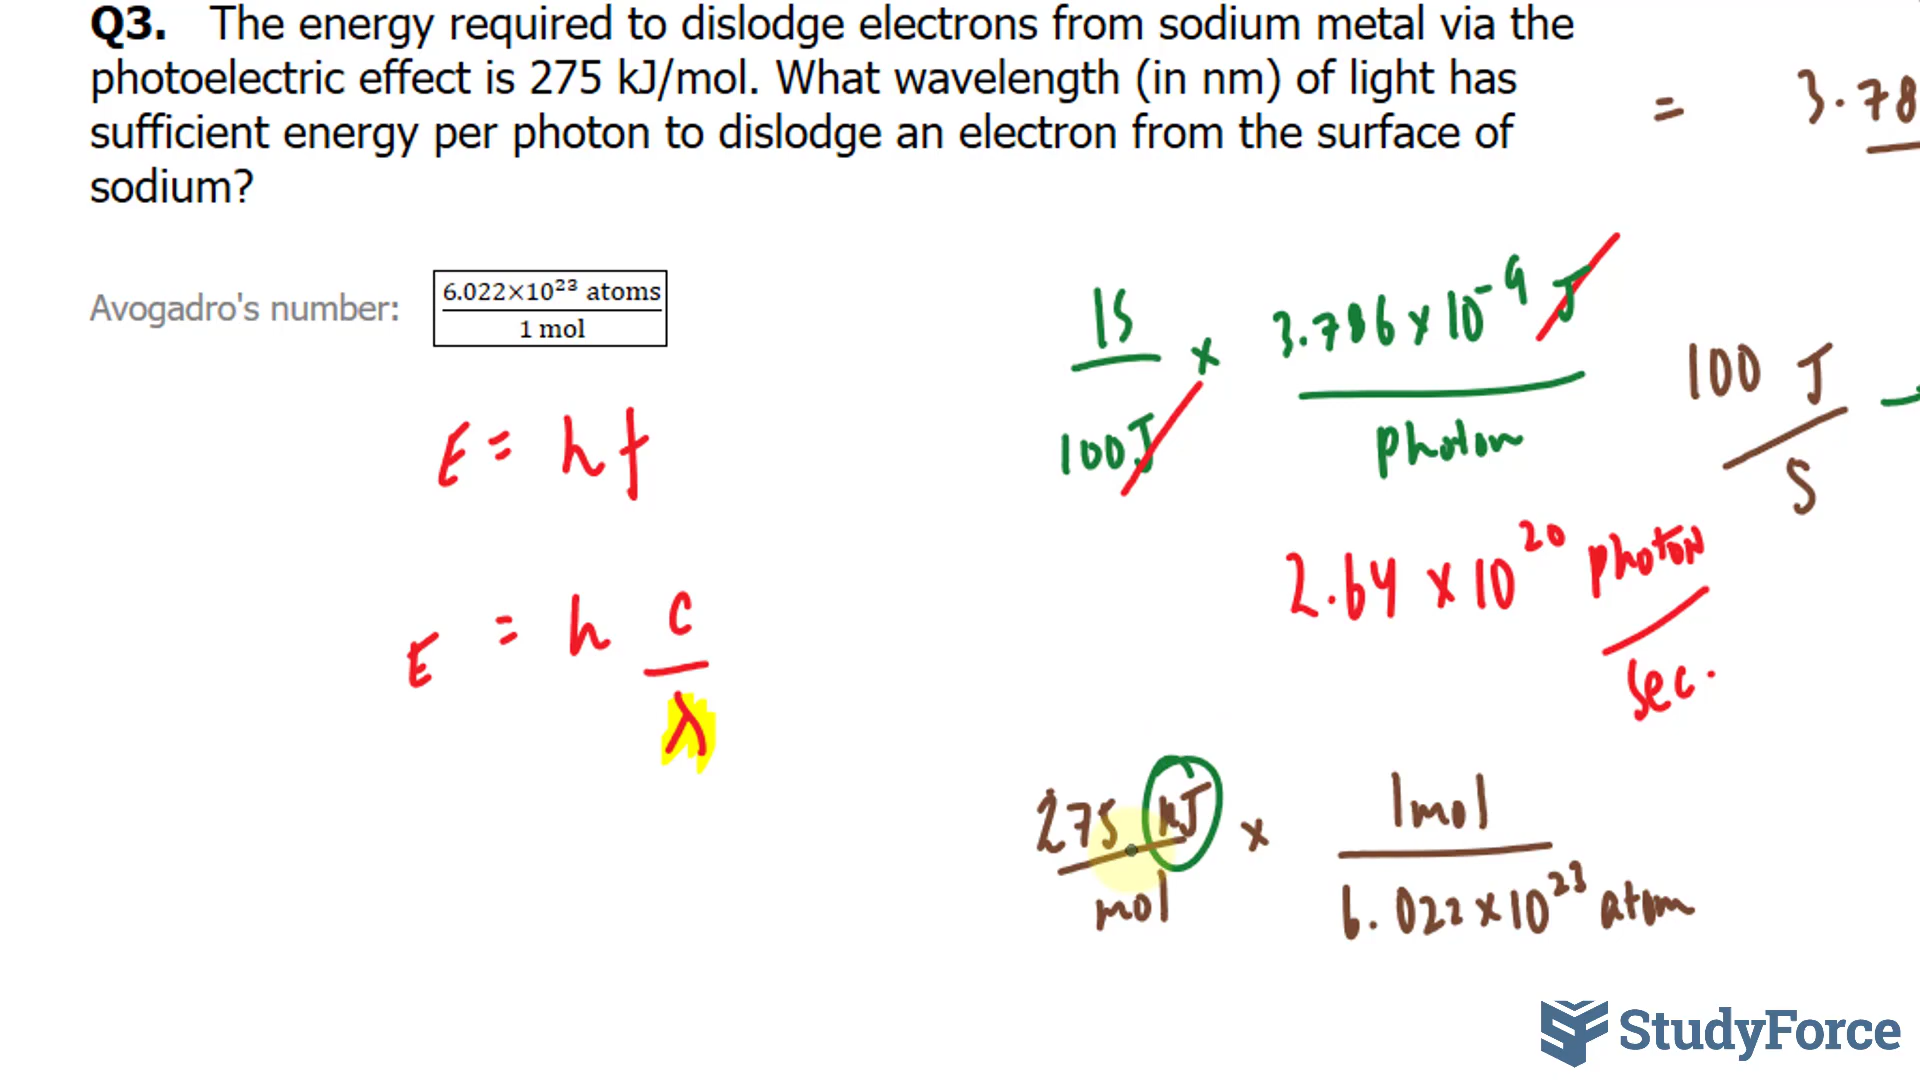 Q3. The energy required to dislodge electrons from sodium metal via the
photoelectric effect is 275 kJ/mol. What wavelength (in nm) of light has
sufficient energy per photon to dislodge an electron from the surface of
sodium?
= 3.78
Avogadro's number:
6.022×10²³ atoms
1 mol
1S
100J
×
3.786 × 10⁻⁹ J
photon
100 J
S
E = hf
2.64 × 10²⁰ photon
sec.
E = h c
λ
275 kJ
mol
×
1mol
6.022 × 10²³ atom
StudyForce